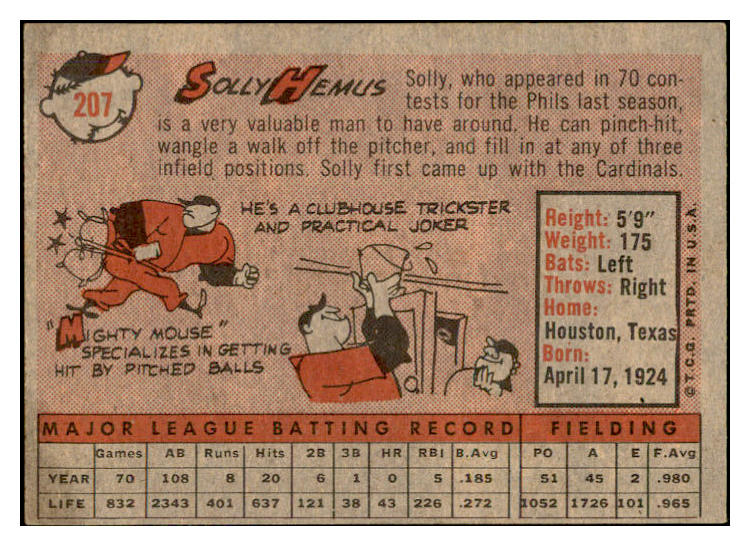 207
SOLLY HEMUS
Solly, who appeared in 70 con-
tests for the Phils last season,
is a very valuable man to have around. He can pinch-hit,
wangle a walk off the pitcher, and fill in at any of three
infield positions. Solly first came up with the Cardinals.
HE'S A CLUBHOUSE TRICKSTER
AND PRACTICAL JOKER
"MIGHTY MOUSE"
SPECIALIZES IN GETTING
HIT BY PITCHED BALLS
Height: 5'9"
Weight: 175
Bats: Left
Throws: Right
Home:
Houston, Texas
Born:
April 17, 1924
© T.C.G. PRTD. IN U.S.A.
MAJOR LEAGUE BATTING RECORD FIELDING
Games AB Runs Hits 2B 3B HR RBI B.Avg PO A E F.Avg
YEAR 70 108 8 20 6 1 0 5 .185 51 45 2 .980
LIFE 832 2343 401 637 121 38 43 226 .272 1052 1726 101 .965